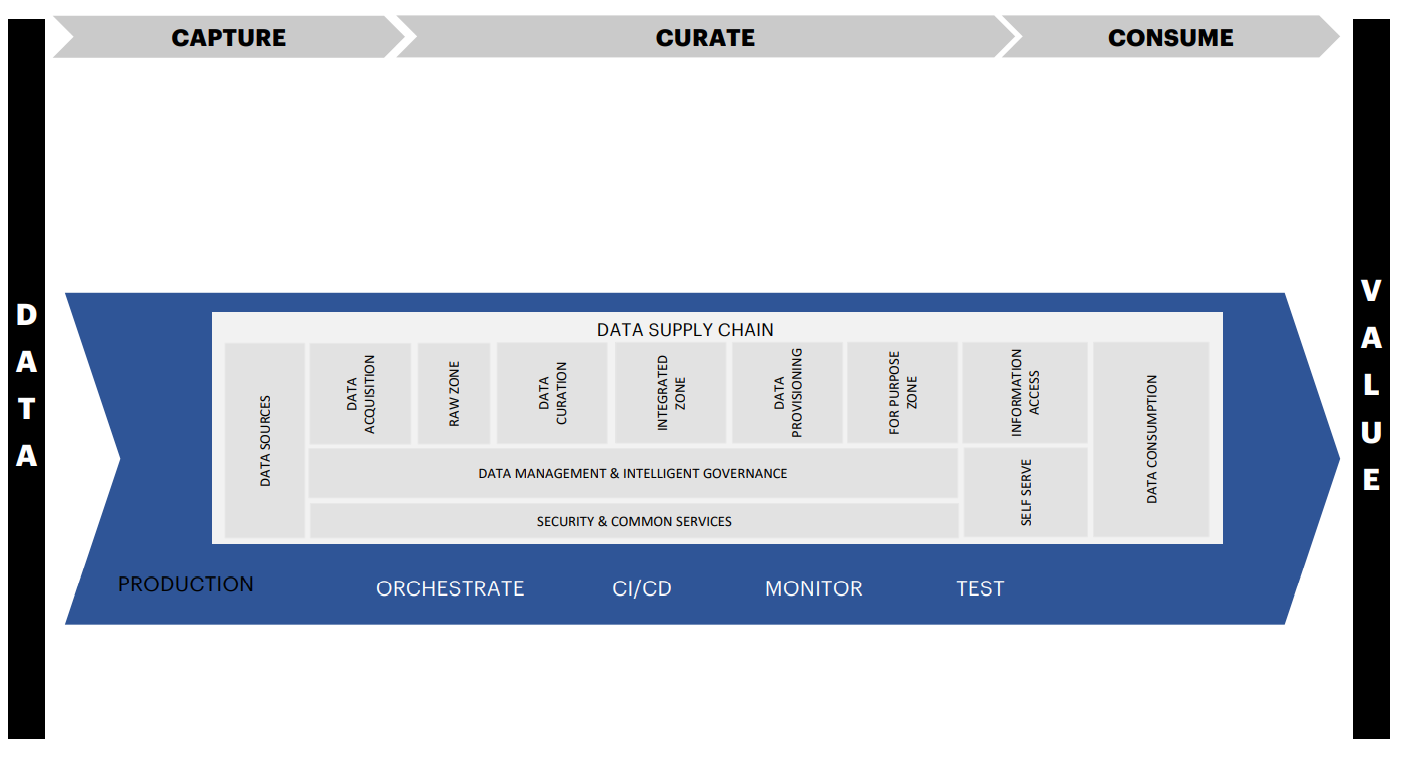 CAPTURE
CURATE
CONSUME
DATA
VALUE
DATA SUPPLY CHAIN
DATA SOURCES
DATA
ACQUISITION
RAW ZONE
DATA
CURATION
INTEGRATED
ZONE
DATA
PROVISIONING
FOR PURPOSE
ZONE
INFORMATION
ACCESS
DATA CONSUMPTION
DATA MANAGEMENT & INTELLIGENT GOVERNANCE
SELF SERVE
SECURITY & COMMON SERVICES
PRODUCTION
ORCHESTRATE
CI/CD
MONITOR
TEST